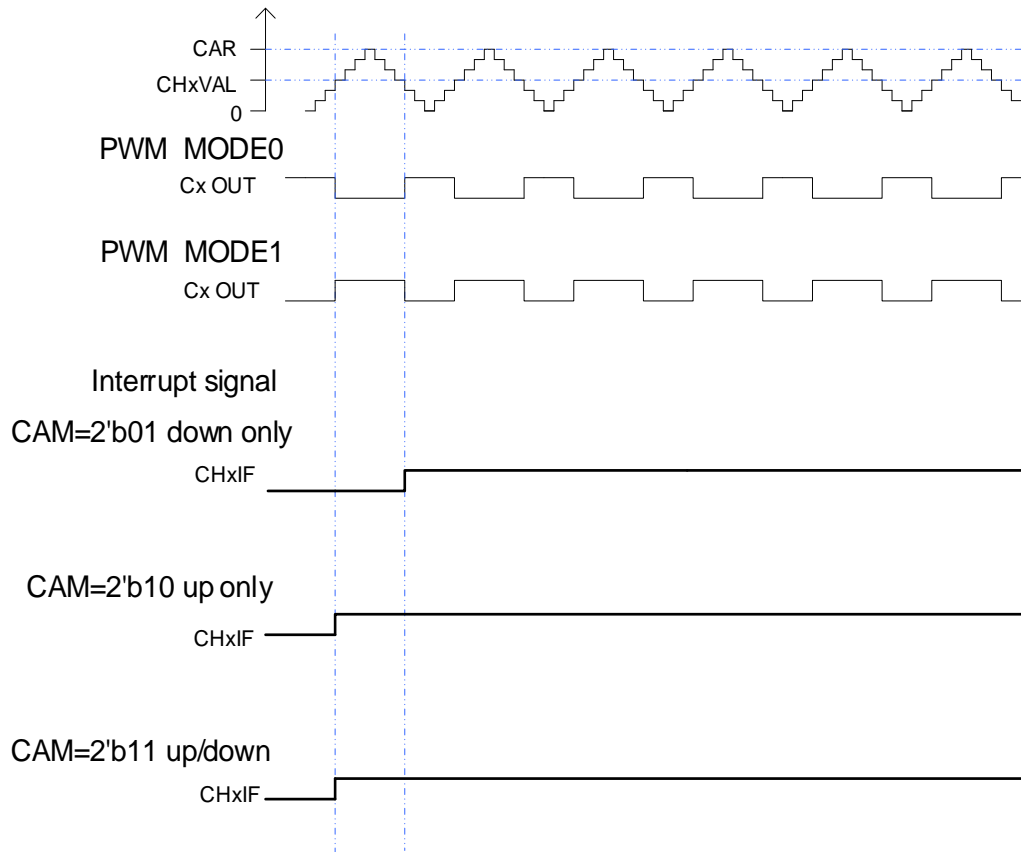 CAR
CHxVAL
0
PWM MODE0
Cx OUT
PWM MODE1
Cx OUT
Interrupt signal
CAM=2'b01 down only
CHxIF
CAM=2'b10 up only
CHxIF
CAM=2'b11 up/down
CHxIF